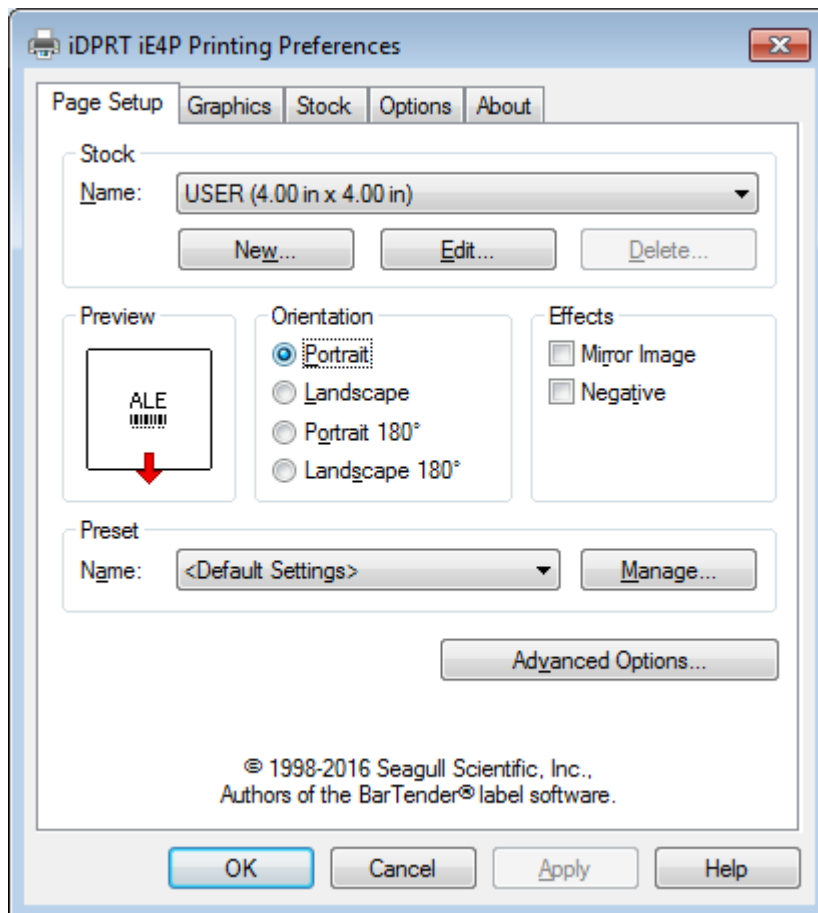 iDPRT iE4P Printing Preferences
Page Setup Graphics Stock Options About
Stock
Name: USER (4.00 in x 4.00 in)
New... Edit... Delete...
Preview Orientation Effects
ALE
Portrait
Landscape
Portrait 180°
Landscape 180°
Mirror Image
Negative
Preset
Name: <Default Settings> Manage...
Advanced Options...
© 1998-2016 Seagull Scientific, Inc.,
Authors of the BarTender® label software.
OK Cancel Apply Help